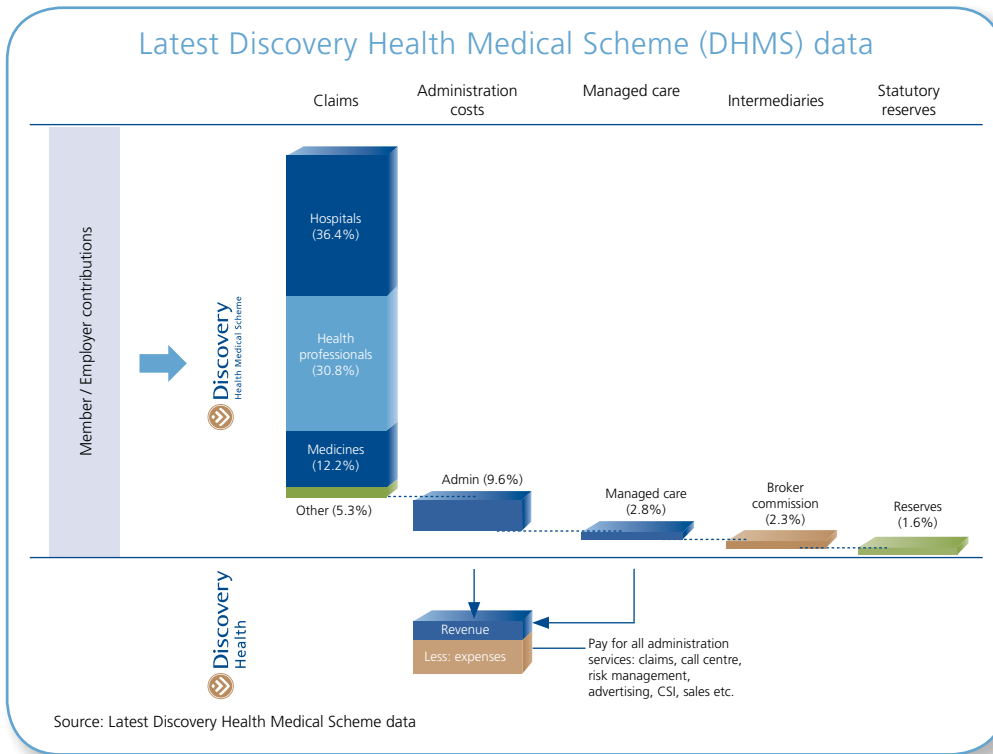 Latest Discovery Health Medical Scheme (DHMS) data
Claims
Administration
costs
Managed care
Intermediaries
Statutory
reserves
Member / Employer contributions
Discovery
Health Medical Scheme
Hospitals
(36.4%)
Health
professionals
(30.8%)
Medicines
(12.2%)
Other (5.3%)
Admin (9.6%)
Managed care
(2.8%)
Broker
commission
(2.3%)
Reserves
(1.6%)
Discovery
Health
Revenue
Less: expenses
Pay for all administration
services: claims, call centre,
risk management,
advertising, CSI, sales etc.
Source: Latest Discovery Health Medical Scheme data